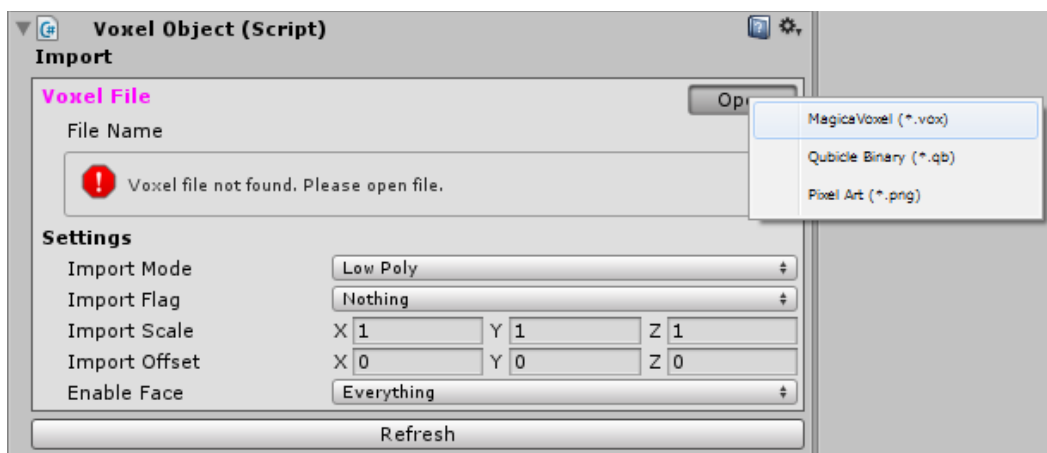 Voxel Object (Script)
Import
Voxel File
File Name
Voxel file not found. Please open file.
MagicaVoxel (*.vox)
Qubicle Binary (*.qb)
Pixel Art (*.png)
Settings
Import Mode Low Poly
Import Flag Nothing
Import Scale X 1 Y 1 Z 1
Import Offset X 0 Y 0 Z 0
Enable Face Everything
Refresh